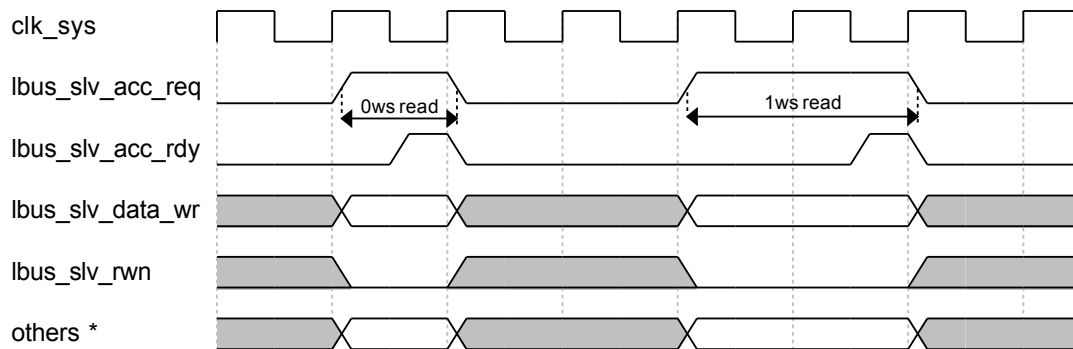 clk_sys
lbus_slv_acc_req
0ws read
1ws read
lbus_slv_acc_rdy
lbus_slv_data_wr
lbus_slv_rwn
others *